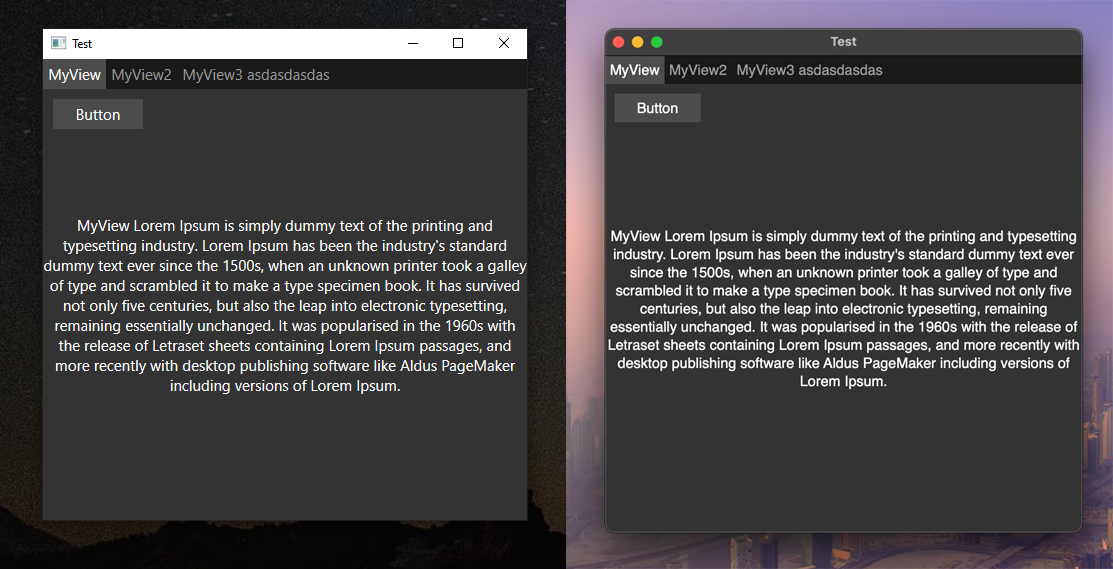 Test
MyView MyView2 MyView3 asdasdasdas
Button
MyView Lorem Ipsum is simply dummy text of the printing and
typesetting industry. Lorem Ipsum has been the industry's standard
dummy text ever since the 1500s, when an unknown printer took a galley
of type and scrambled it to make a type specimen book. It has survived
not only five centuries, but also the leap into electronic typesetting,
remaining essentially unchanged. It was popularised in the 1960s with
the release of Letraset sheets containing Lorem Ipsum passages, and
more recently with desktop publishing software like Aldus PageMaker
including versions of Lorem Ipsum.
Test
MyView MyView2 MyView3 asdasdasdas
Button
MyView Lorem Ipsum is simply dummy text of the printing and typesetting
industry. Lorem Ipsum has been the industry's standard dummy text ever
since the 1500s, when an unknown printer took a galley of type and
scrambled it to make a type specimen book. It has survived not only five
centuries, but also the leap into electronic typesetting, remaining
essentially unchanged. It was popularised in the 1960s with the release of
Letraset sheets containing Lorem Ipsum passages, and more recently with
desktop publishing software like Aldus PageMaker including versions of
Lorem Ipsum.